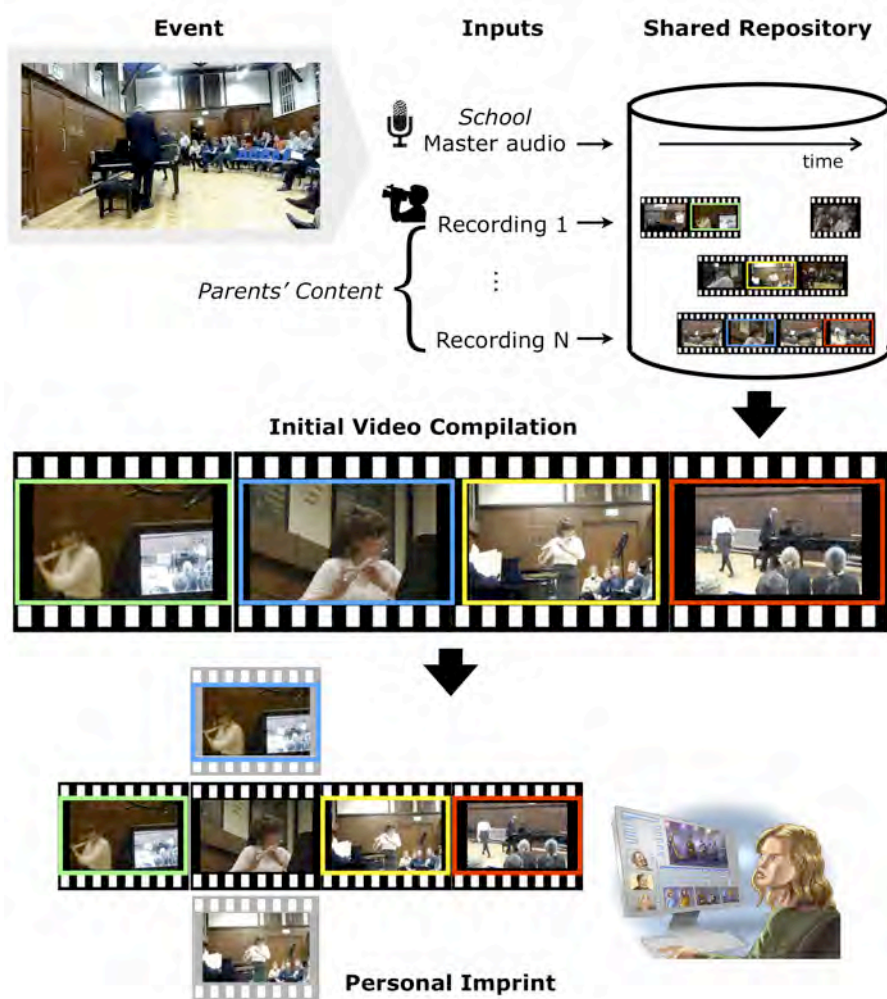 Event
Inputs
Shared Repository
School
Master audio
time
Recording 1
⋮
Parents' Content
Recording N
Initial Video Compilation
Personal Imprint